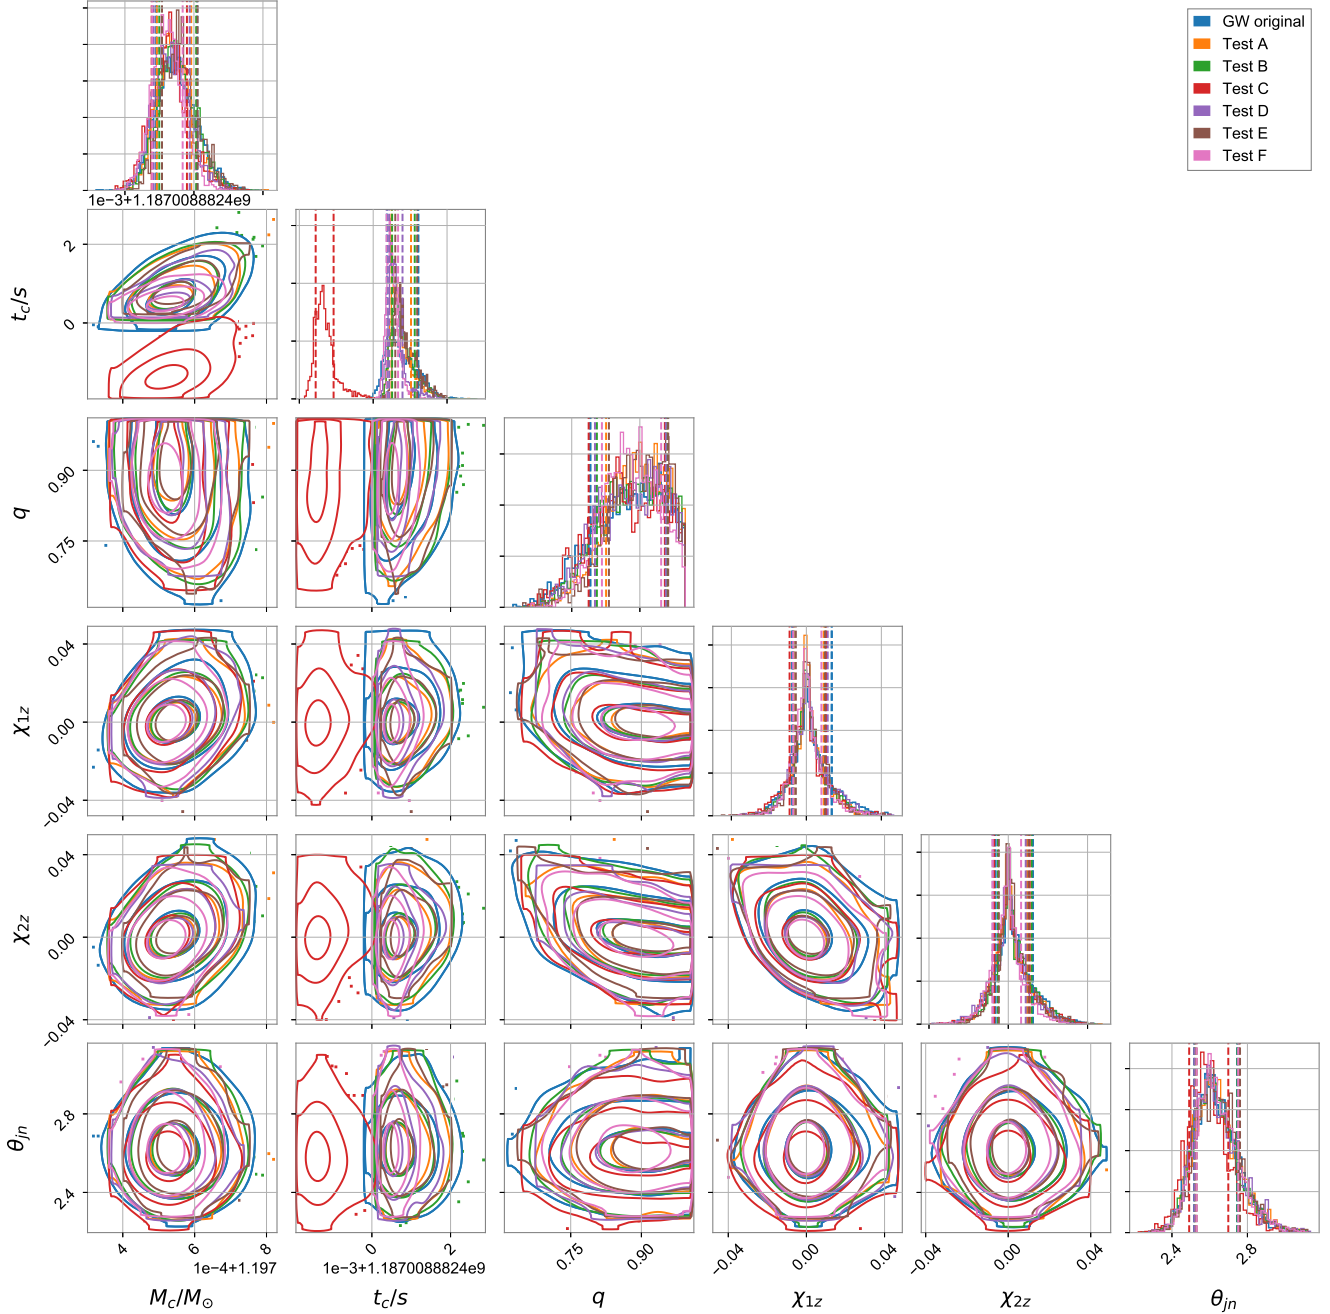 GW original
Test A
Test B
Test C
Test D
Test E
Test F
1e−3+1.1870088824e9
t_c/s
2
0
q
0.90
0.75
χ_1z
0.04
0.00
−0.04
χ_2z
0.04
0.00
−0.04
θ_jn
2.8
2.4
4 6 8
0 2
0.75 0.90
−0.04 0.00 0.04
−0.04 0.00 0.04
2.4 2.8
1e−4+1.197
1e−3+1.1870088824e9
M_c/M_⊙
t_c/s
q
χ_1z
χ_2z
θ_jn